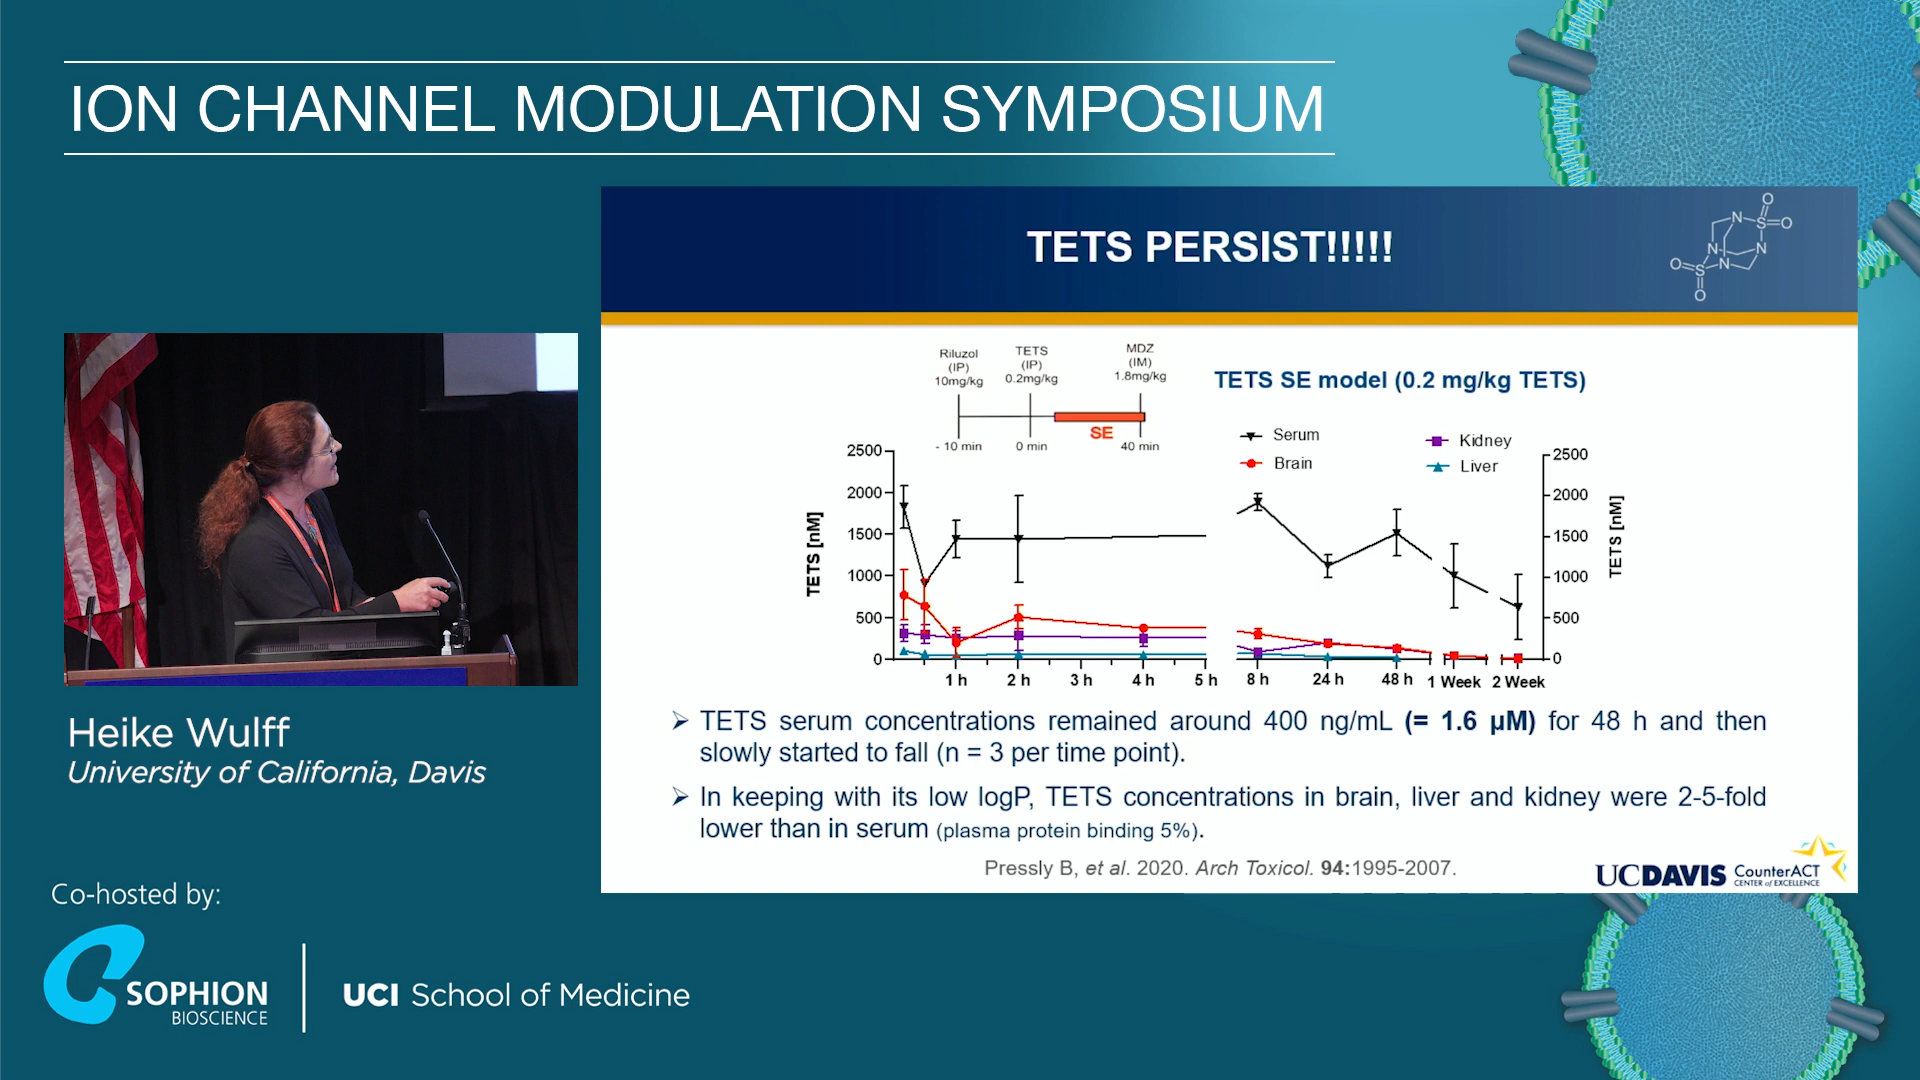 ION CHANNEL MODULATION SYMPOSIUM
TETS PERSIST!!!!!
N
S
O
O
N
N
N
O
S
O
Riluzol
(IP)
10mg/kg
TETS
(IP)
0.2mg/kg
MDZ
(IM)
1.8mg/kg
SE
- 10 min
0 min
40 min
TETS SE model (0.2 mg/kg TETS)
Serum
Brain
Kidney
Liver
TETS [nM]
2500
2000
1500
1000
500
0
1 h
2 h
3 h
4 h
5 h
8 h
24 h
48 h
1 Week
2 Week
2500
2000
1500
1000
500
0
TETS [nM]
➢ TETS serum concentrations remained around 400 ng/mL (= 1.6 µM) for 48 h and then
slowly started to fall (n = 3 per time point).
➢ In keeping with its low logP, TETS concentrations in brain, liver and kidney were 2-5-fold
lower than in serum (plasma protein binding 5%).
Pressly B, et al. 2020. Arch Toxicol. 94:1995-2007.
UCDAVIS
CounterACT
CENTER of EXCELLENCE
Heike Wulff
University of California, Davis
Co-hosted by:
SOPHION
BIOSCIENCE
UCI School of Medicine